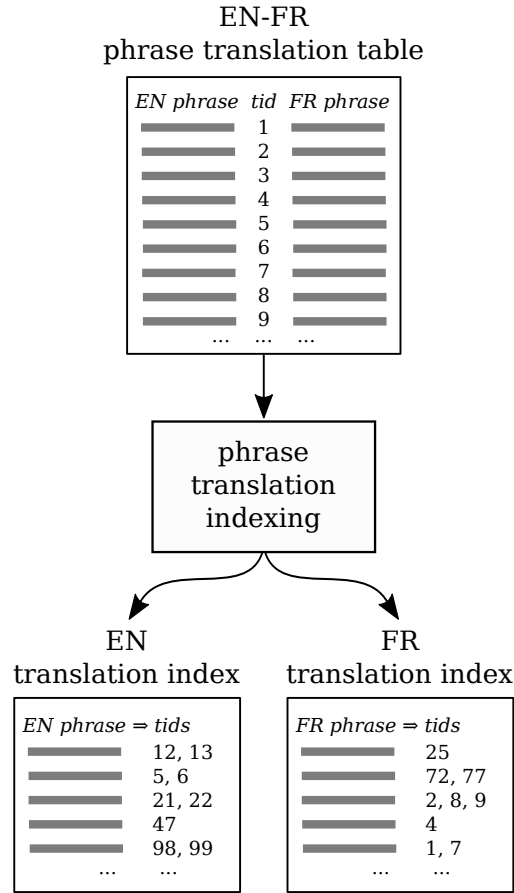 EN-FR
phrase translation table
EN phrase tid FR phrase
1
2
3
4
5
6
7
8
9
... ... ...
phrase
translation
indexing
EN
translation index
EN phrase ⇒ tids
12, 13
5, 6
21, 22
47
98, 99
... ...
FR
translation index
FR phrase ⇒ tids
25
72, 77
2, 8, 9
4
1, 7
... ...